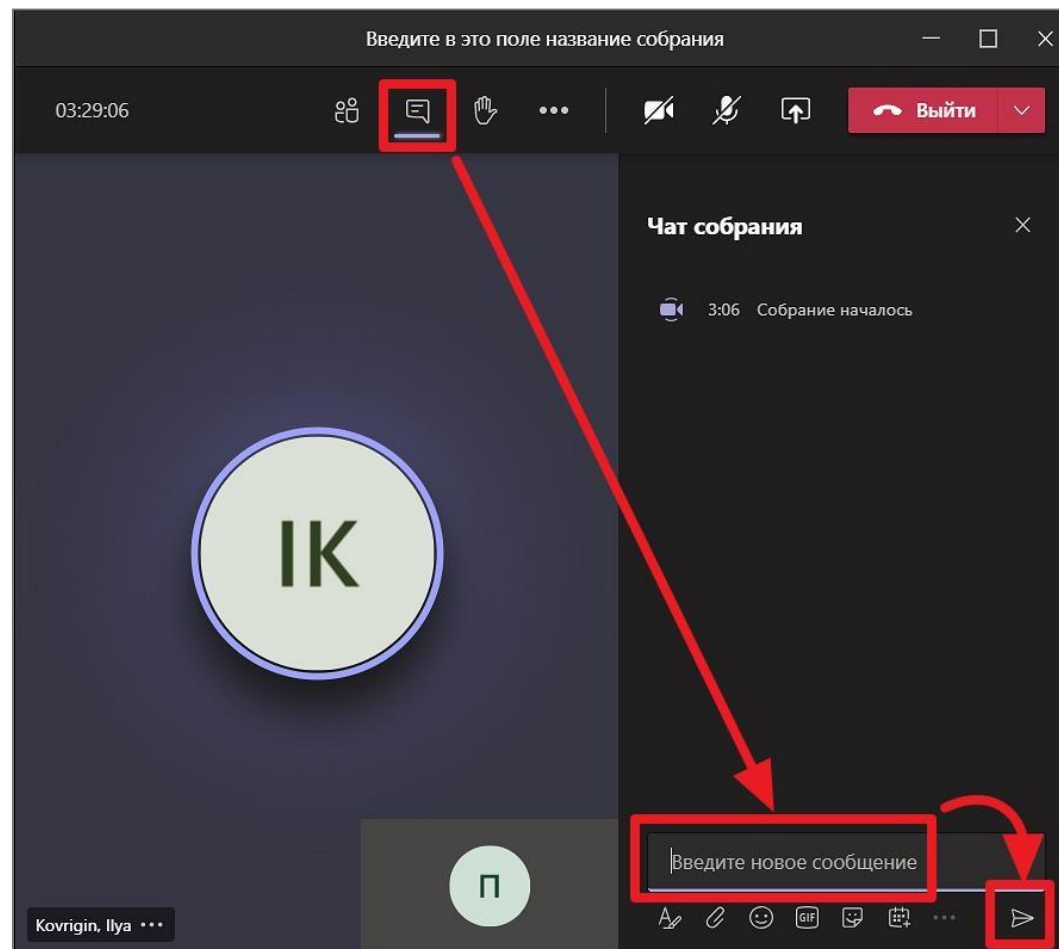 Введите в это поле название собрания
03:29:06
Выйти
Чат собрания
3:06 Собрание началось
IK
П
Введите новое сообщение
GIF
Kovrigin, Ilya